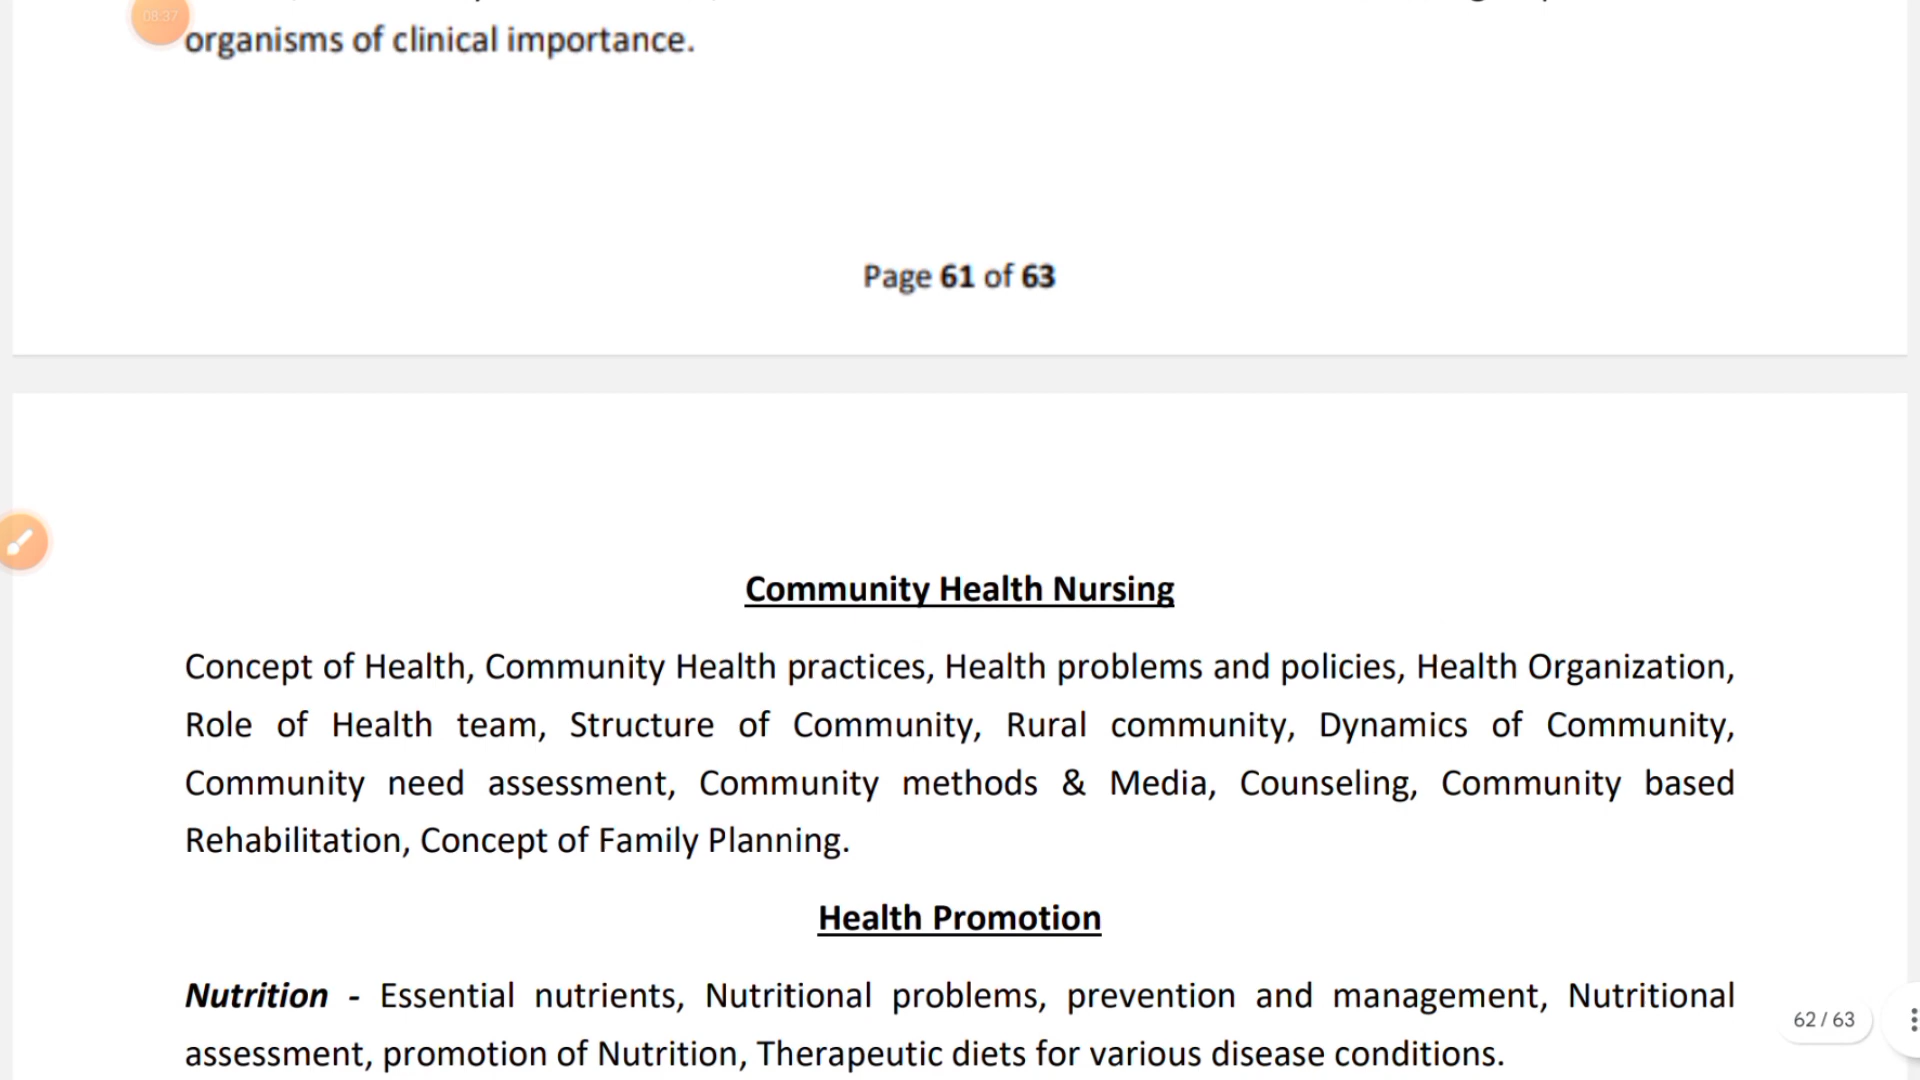 08:37
organisms of clinical importance.
Page 61 of 63
Community Health Nursing
Concept of Health, Community Health practices, Health problems and policies, Health Organization,
Role of Health team, Structure of Community, Rural community, Dynamics of Community,
Community need assessment, Community methods & Media, Counseling, Community based
Rehabilitation, Concept of Family Planning.
Health Promotion
Nutrition - Essential nutrients, Nutritional problems, prevention and management, Nutritional
62 / 63
assessment, promotion of Nutrition, Therapeutic diets for various disease conditions.